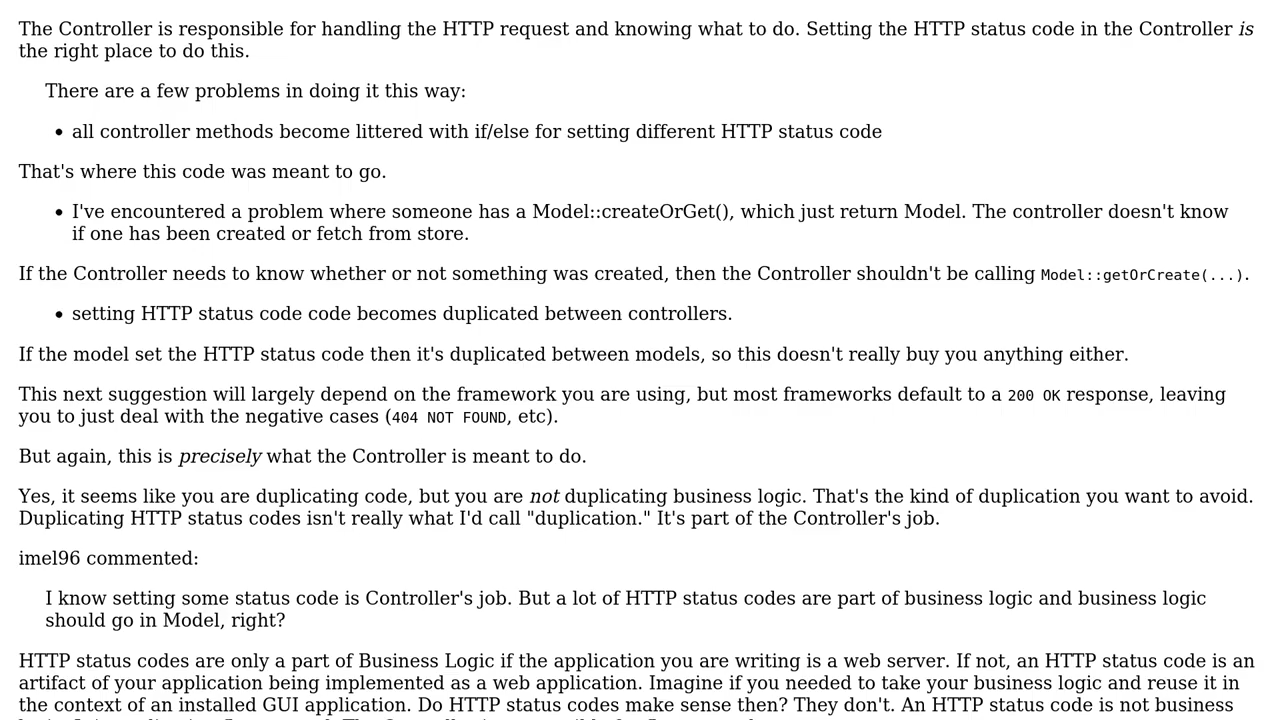 The Controller is responsible for handling the HTTP request and knowing what to do. Setting the HTTP status code in the Controller is
the right place to do this.
There are a few problems in doing it this way:
• all controller methods become littered with if/else for setting different HTTP status code
That's where this code was meant to go.
• I've encountered a problem where someone has a Model::createOrGet(), which just return Model. The controller doesn't know
if one has been created or fetch from store.
If the Controller needs to know whether or not something was created, then the Controller shouldn't be calling Model::getOrCreate(...).
• setting HTTP status code code becomes duplicated between controllers.
If the model set the HTTP status code then it's duplicated between models, so this doesn't really buy you anything either.
This next suggestion will largely depend on the framework you are using, but most frameworks default to a 200 OK response, leaving
you to just deal with the negative cases (404 NOT FOUND, etc).
But again, this is precisely what the Controller is meant to do.
Yes, it seems like you are duplicating code, but you are not duplicating business logic. That's the kind of duplication you want to avoid.
Duplicating HTTP status codes isn't really what I'd call "duplication." It's part of the Controller's job.
imel96 commented:
I know setting some status code is Controller's job. But a lot of HTTP status codes are part of business logic and business logic
should go in Model, right?
HTTP status codes are only a part of Business Logic if the application you are writing is a web server. If not, an HTTP status code is an
artifact of your application being implemented as a web application. Imagine if you needed to take your business logic and reuse it in
the context of an installed GUI application. Do HTTP status codes make sense then? They don't. An HTTP status code is not business